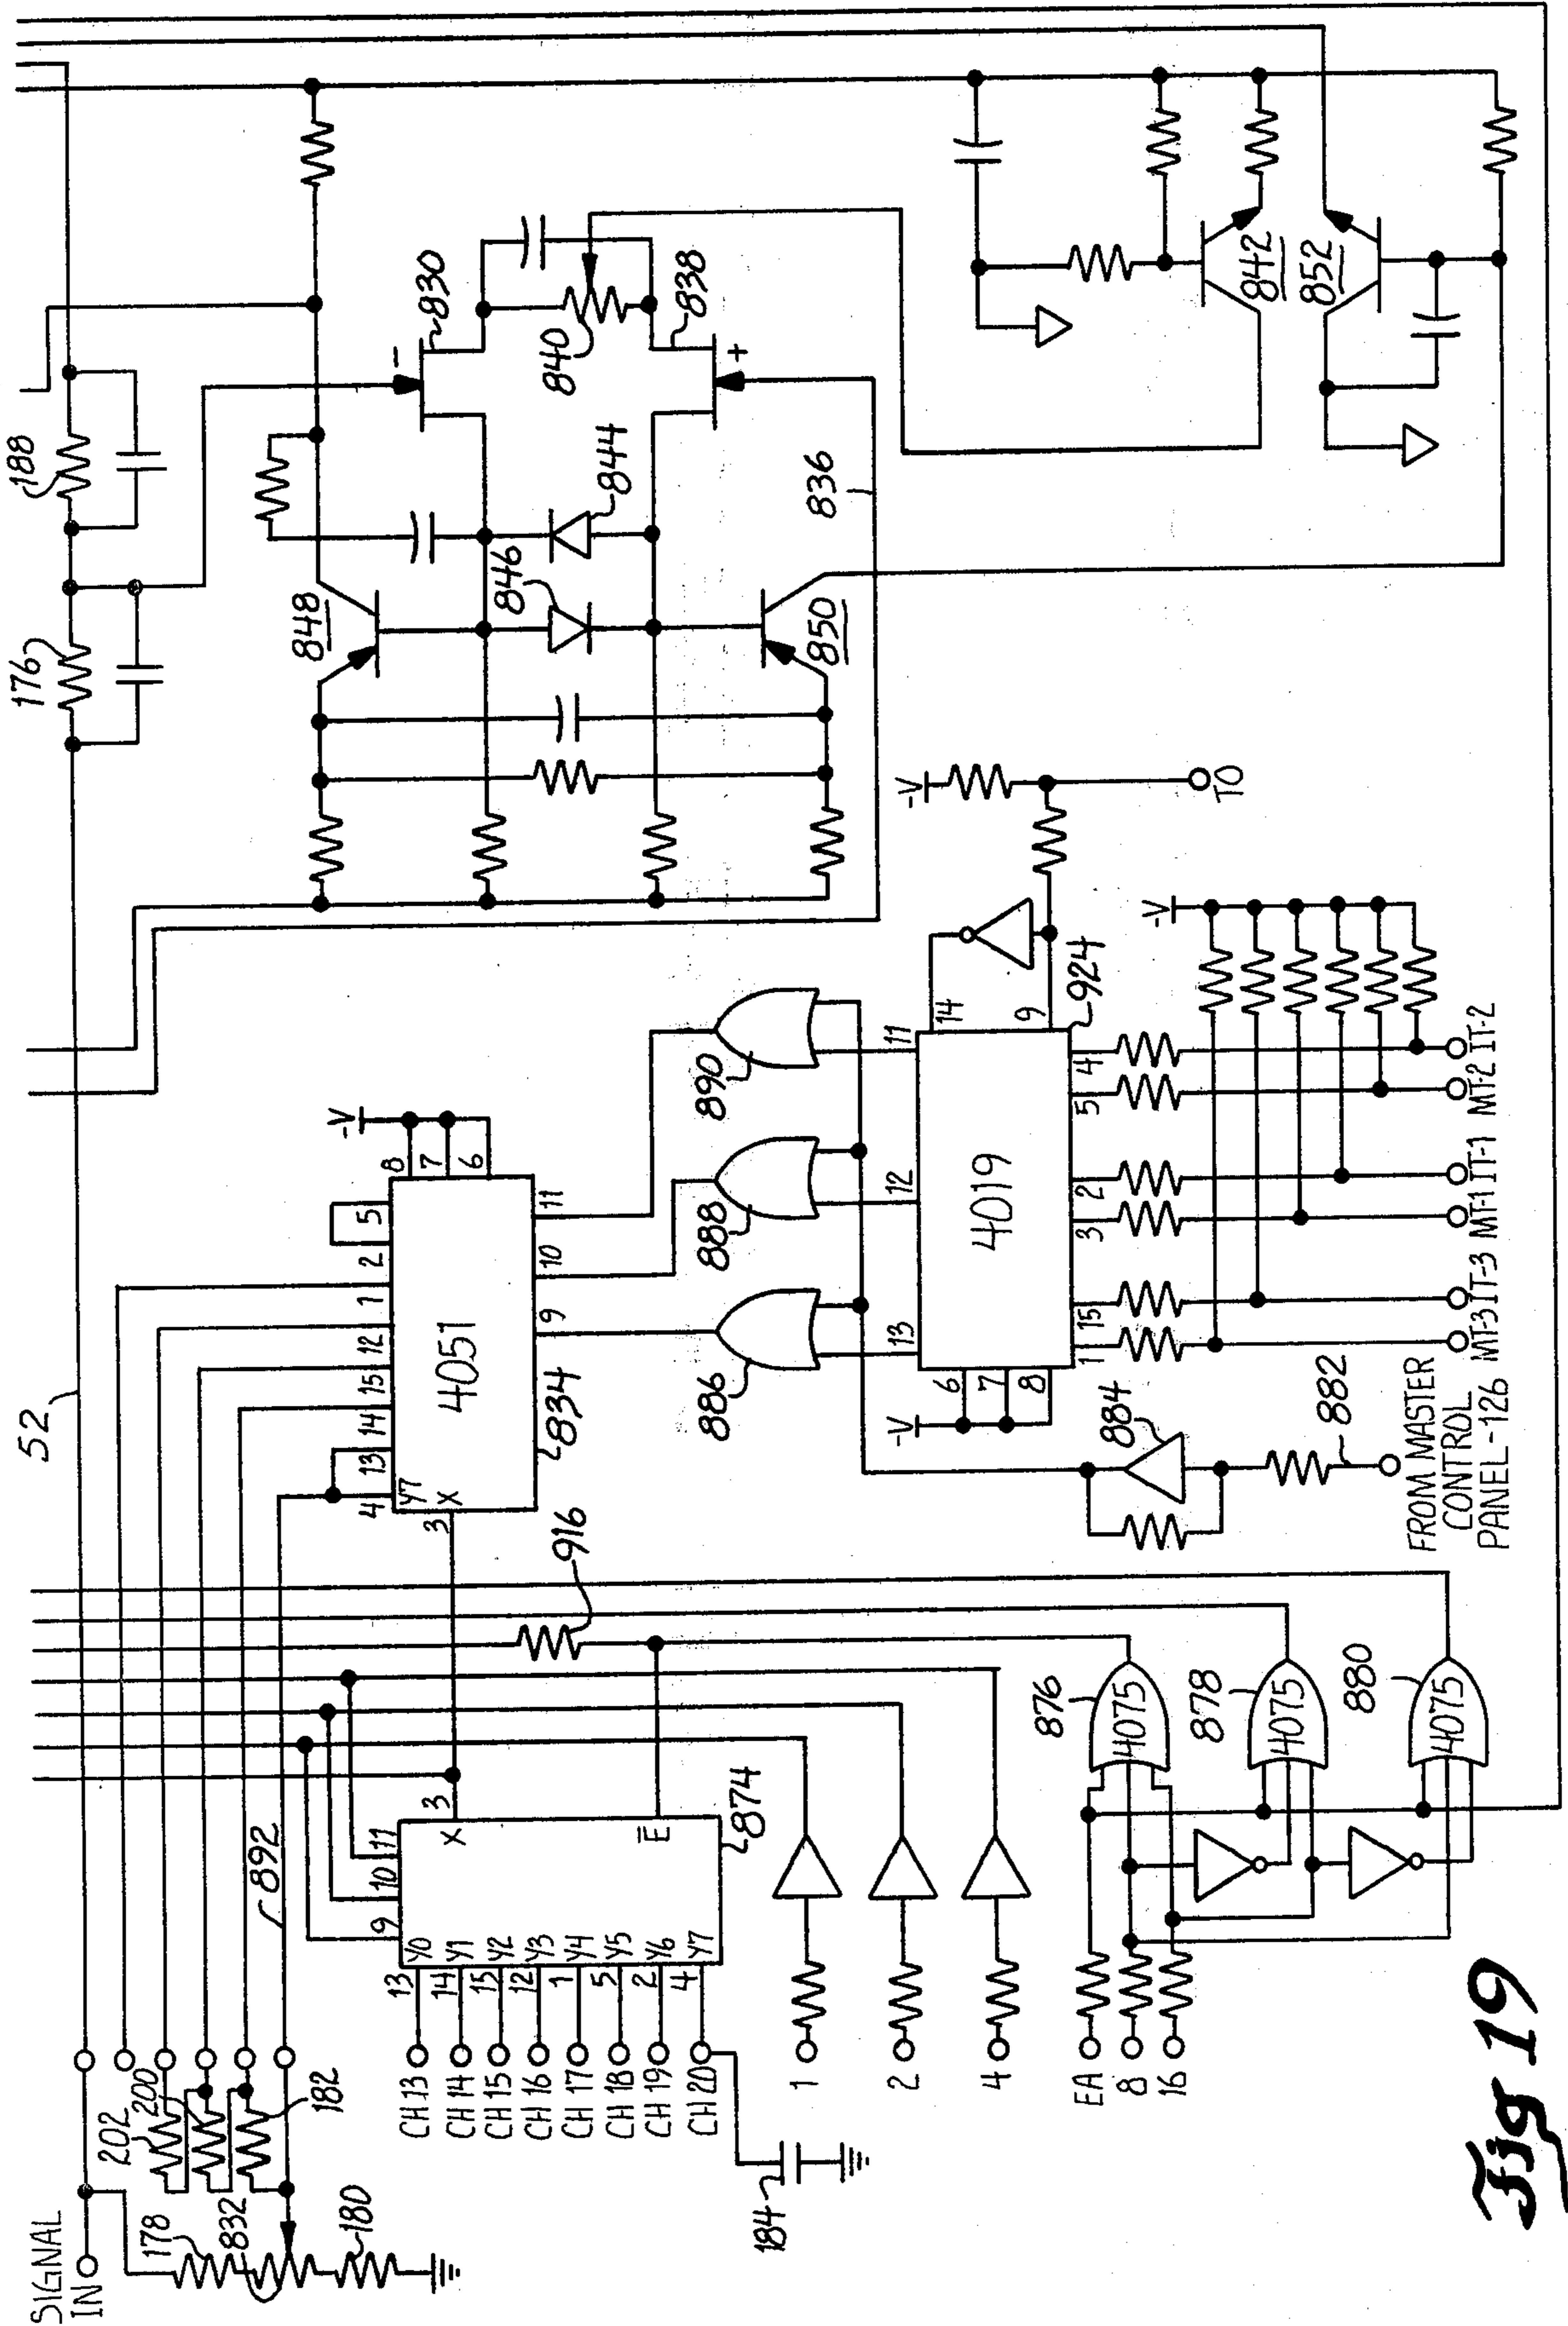 SIGNAL
IN
52
176
188
178
832
180
202
200
182
892
848
846
844
830
840
838
850
836
842
852
-
+
-V
8
7
6
5
2
1
12
15
14
13
4
Y7
X
3
4051
834
9
10
11
916
9
10
11
X
3
Ē
874
13
Y0
14
Y1
15
Y2
12
Y3
1
Y4
5
Y5
2
Y6
4
Y7
CH 13
CH 14
CH 15
CH 16
CH 17
CH 18
CH 19
CH 20
184
886
888
890
13
12
11
14
9
4019
924
-V
6
7
8
1
15
3
2
5
4
-V
TO
-V
MT-3
IT-3
MT-1
IT-1
MT-2
IT-2
884
882
FROM MASTER
CONTROL
PANEL-126
1
2
4
EA
8
16
876
4075
878
4075
880
4075
Fig 19